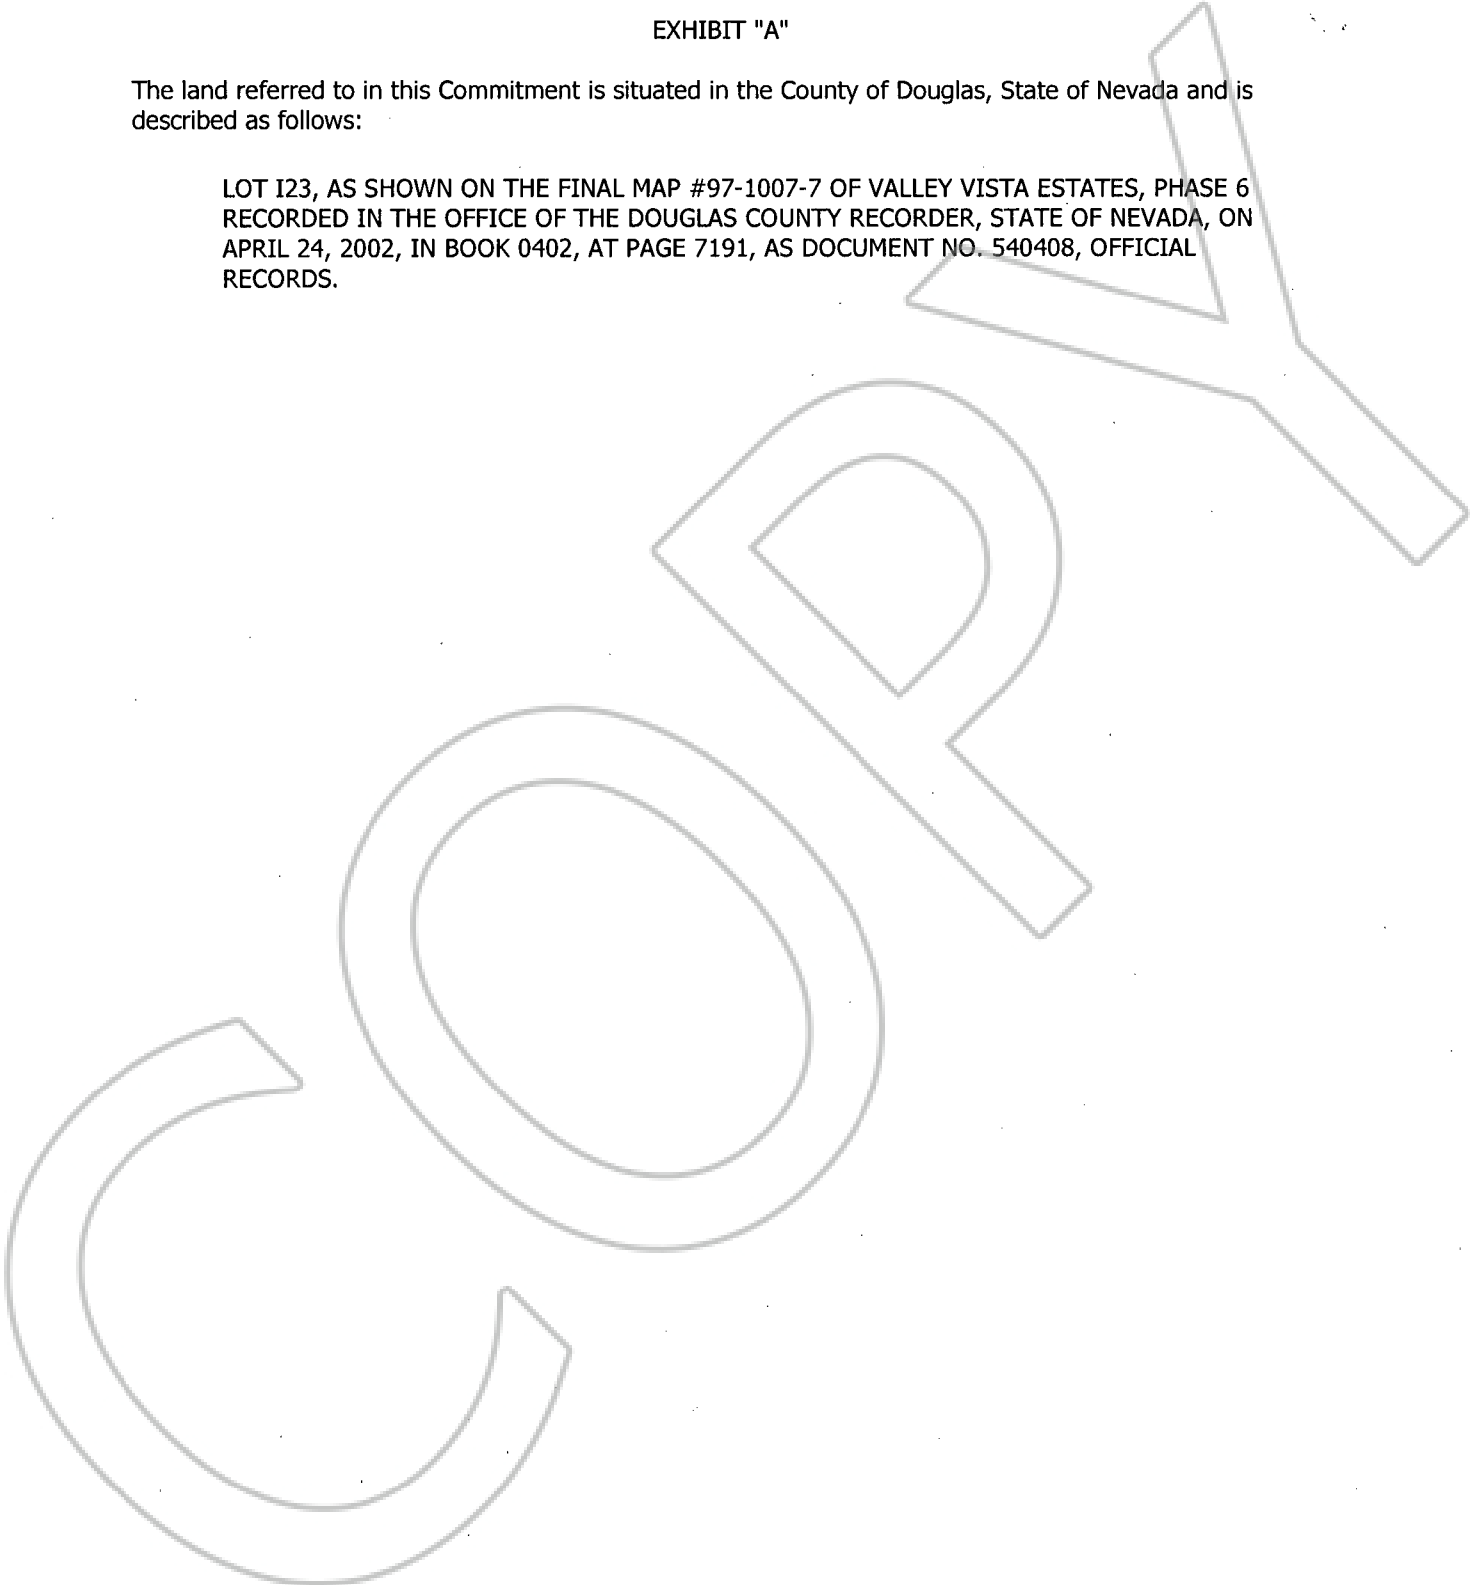 EXHIBIT "A"
The land referred to in this Commitment is situated in the County of Douglas, State of Nevada and is
described as follows:
LOT I23, AS SHOWN ON THE FINAL MAP #97-1007-7 OF VALLEY VISTA ESTATES, PHASE 6
RECORDED IN THE OFFICE OF THE DOUGLAS COUNTY RECORDER, STATE OF NEVADA, ON
APRIL 24, 2002, IN BOOK 0402, AT PAGE 7191, AS DOCUMENT NO. 540408, OFFICIAL
RECORDS.
COPY